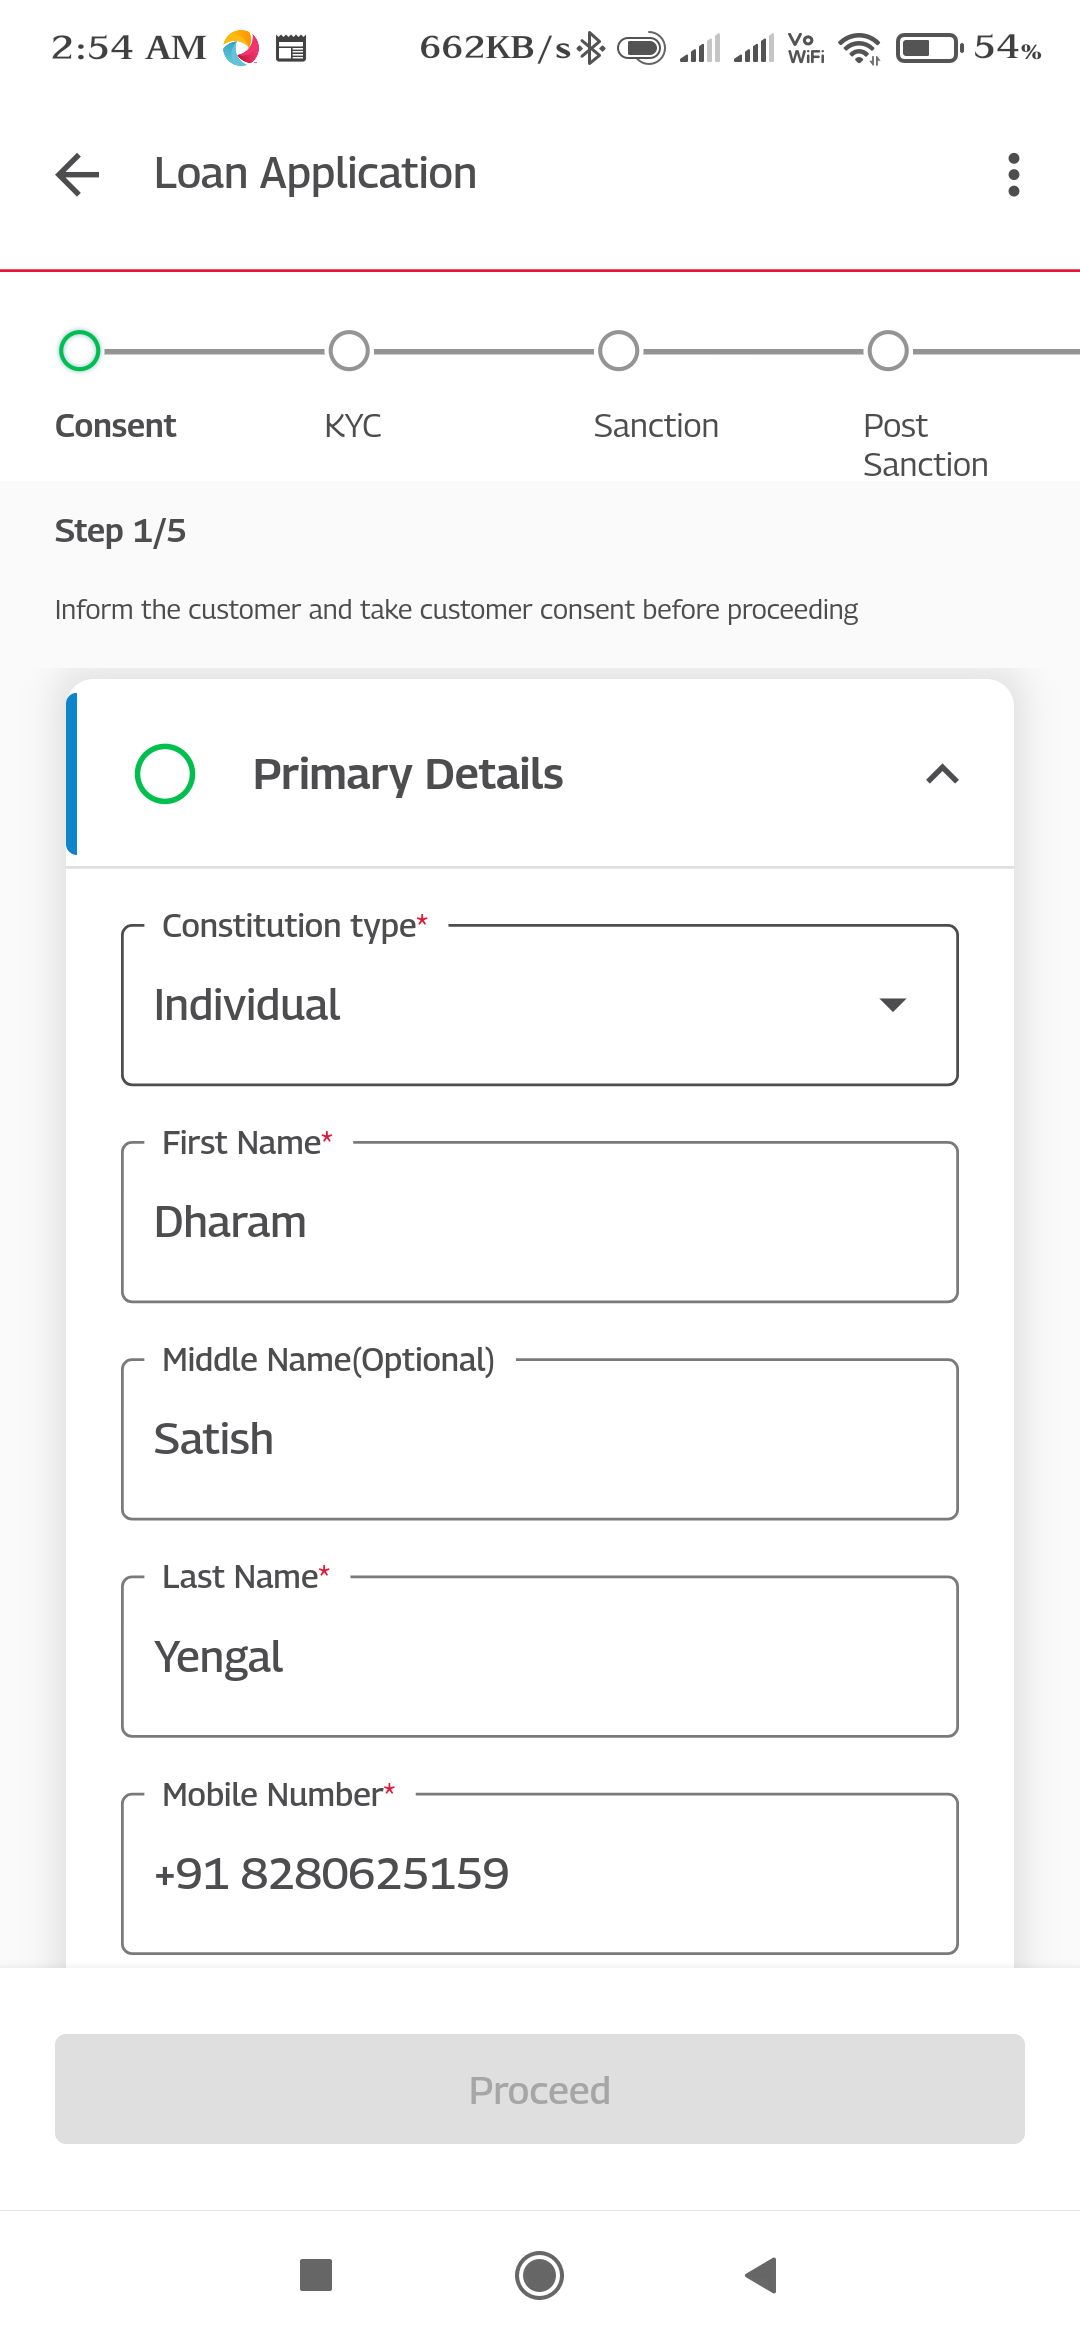 2:54 AM 662KB/s Vo WiFi 54%
Loan Application
Consent KYC Sanction Post Sanction
Step 1/5
Inform the customer and take customer consent before proceeding
Primary Details
Constitution type*
Individual
First Name*
Dharam
Middle Name(Optional)
Satish
Last Name*
Yengal
Mobile Number*
+91 8280625159
Proceed